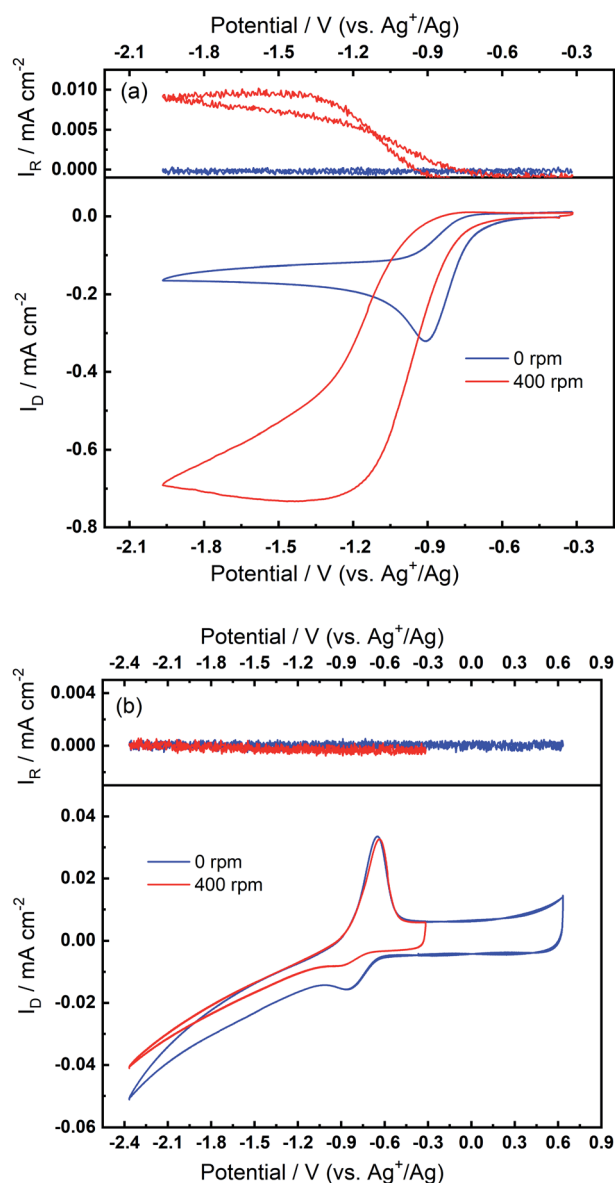 Potential / V (vs. Ag⁺/Ag)
-2.1 -1.8 -1.5 -1.2 -0.9 -0.6 -0.3
(a)
I_R / mA cm⁻²
0.010
0.005
0.000
I_D / mA cm⁻²
0.0
-0.2
-0.4
-0.6
-0.8
0 rpm
400 rpm
-2.1 -1.8 -1.5 -1.2 -0.9 -0.6 -0.3
Potential / V (vs. Ag⁺/Ag)
Potential / V (vs. Ag⁺/Ag)
-2.4 -2.1 -1.8 -1.5 -1.2 -0.9 -0.6 -0.3 0.0 0.3 0.6 0.9
(b)
I_R / mA cm⁻²
0.004
0.000
I_D / mA cm⁻²
0.04
0.02
0.00
-0.02
-0.04
-0.06
0 rpm
400 rpm
-2.4 -2.1 -1.8 -1.5 -1.2 -0.9 -0.6 -0.3 0.0 0.3 0.6 0.9
Potential / V (vs. Ag⁺/Ag)